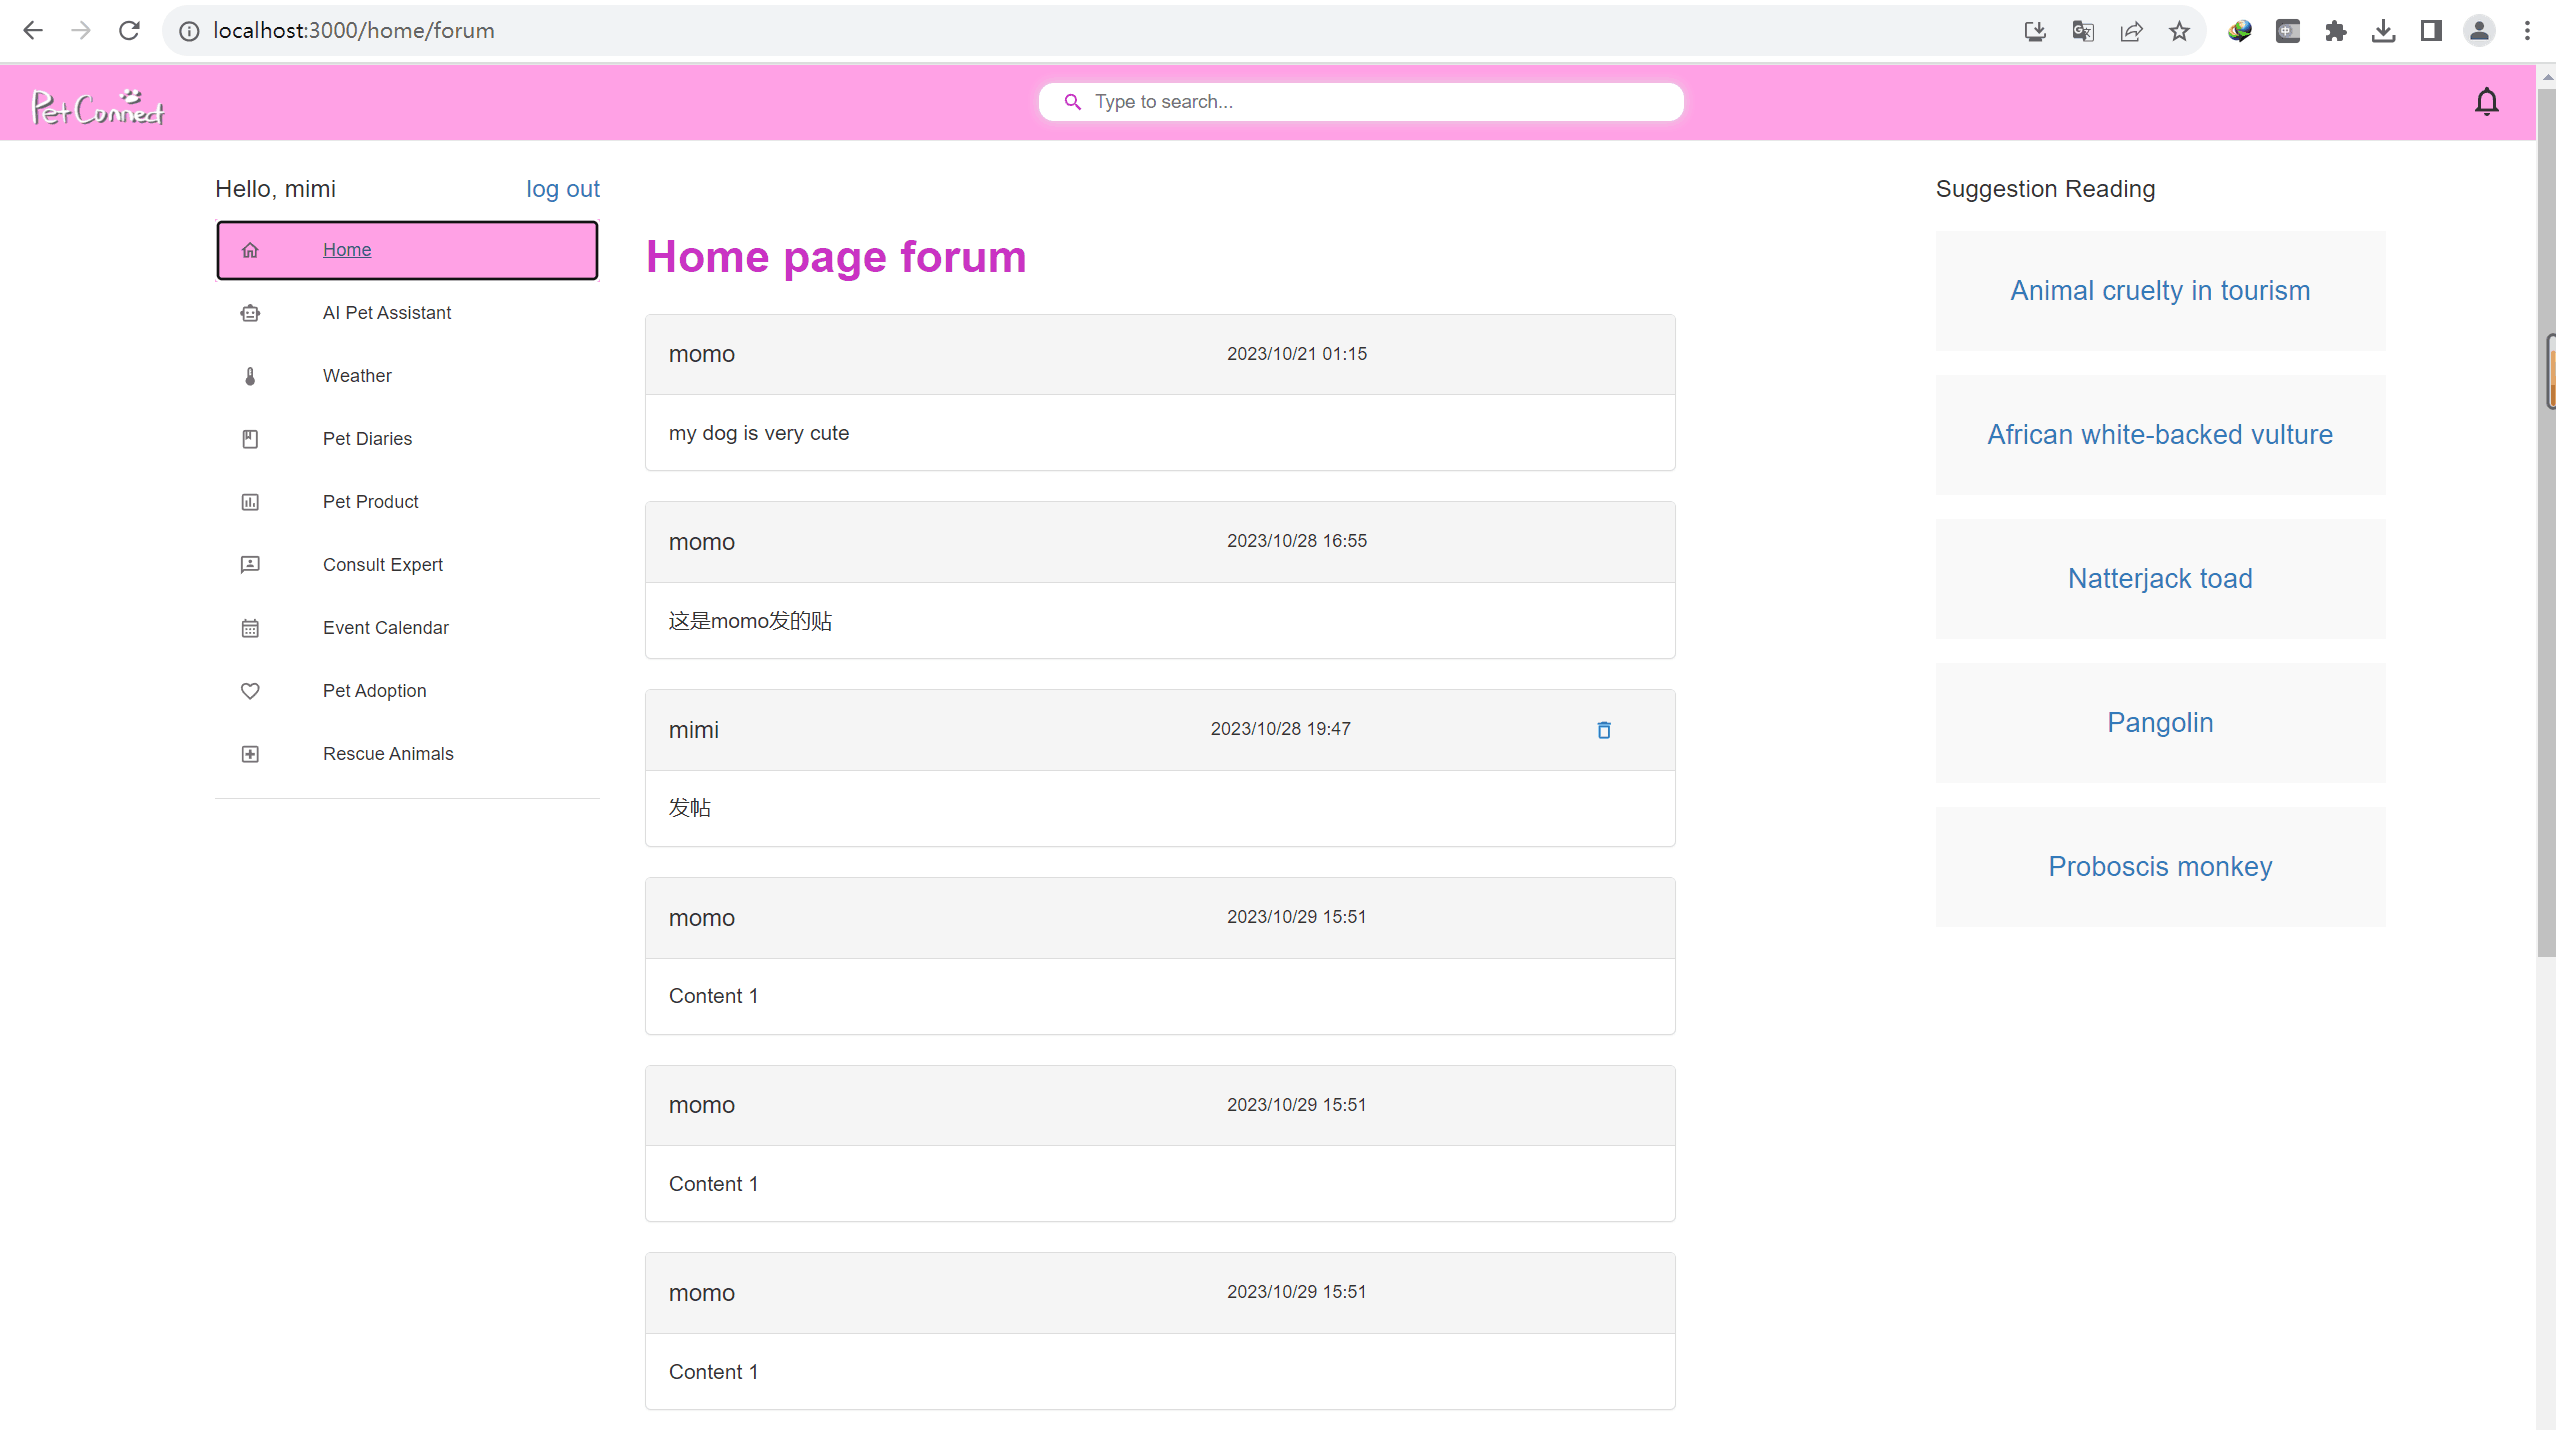 localhost:3000/home/forum
Pet Connect
Type to search...
Hello, mimi
log out
Home
AI Pet Assistant
Weather
Pet Diaries
Pet Product
Consult Expert
Event Calendar
Pet Adoption
Rescue Animals
Home page forum
momo 2023/10/21 01:15
my dog is very cute
momo 2023/10/28 16:55
这是momo发的贴
mimi 2023/10/28 19:47
发帖
momo 2023/10/29 15:51
Content 1
momo 2023/10/29 15:51
Content 1
momo 2023/10/29 15:51
Content 1
Suggestion Reading
Animal cruelty in tourism
African white-backed vulture
Natterjack toad
Pangolin
Proboscis monkey